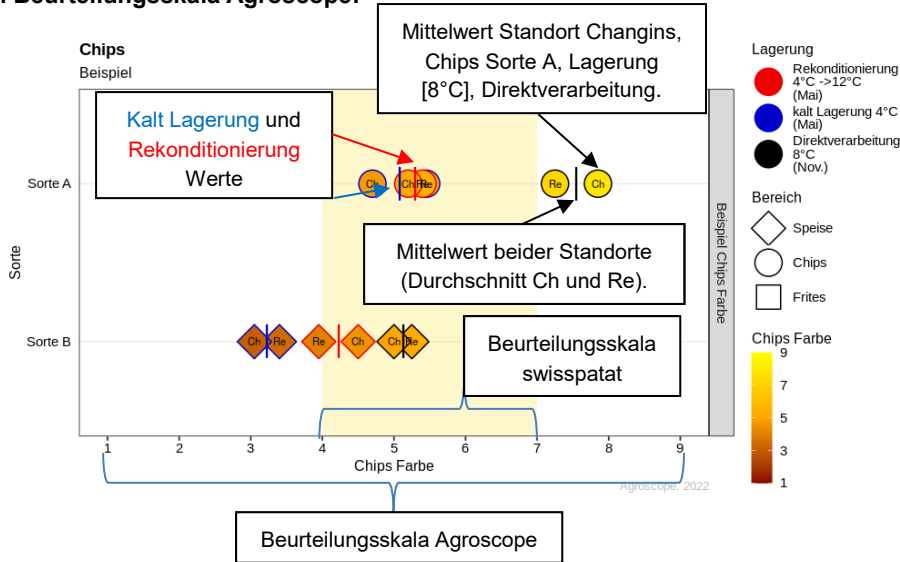 Beurteilungsskala Agroscope.
Chips
Beispiel
Mittelwert Standort Changins,
Chips Sorte A, Lagerung
[8°C], Direktverarbeitung.
Kalt Lagerung und
Rekonditionierung
Werte
Sorte A
Ch
Ch
Re
Re
Ch
Mittelwert beider Standorte
(Durchschnitt Ch und Re).
Beurteilungsskala
swisspatat
Sorte
Sorte B
Ch
Re
Re
Ch
Ch
Re
Beispiel Chips Farbe
1 2 3 4 5 6 7 8 9
Chips Farbe
Agroscope, 2022
Beurteilungsskala Agroscope
Lagerung
Rekonditionierung
4°C ->12°C
(Mai)
kalt Lagerung 4°C
(Mai)
Direktverarbeitung
8°C
(Nov.)
Bereich
Speise
Chips
Frites
Chips Farbe
9
7
5
3
1